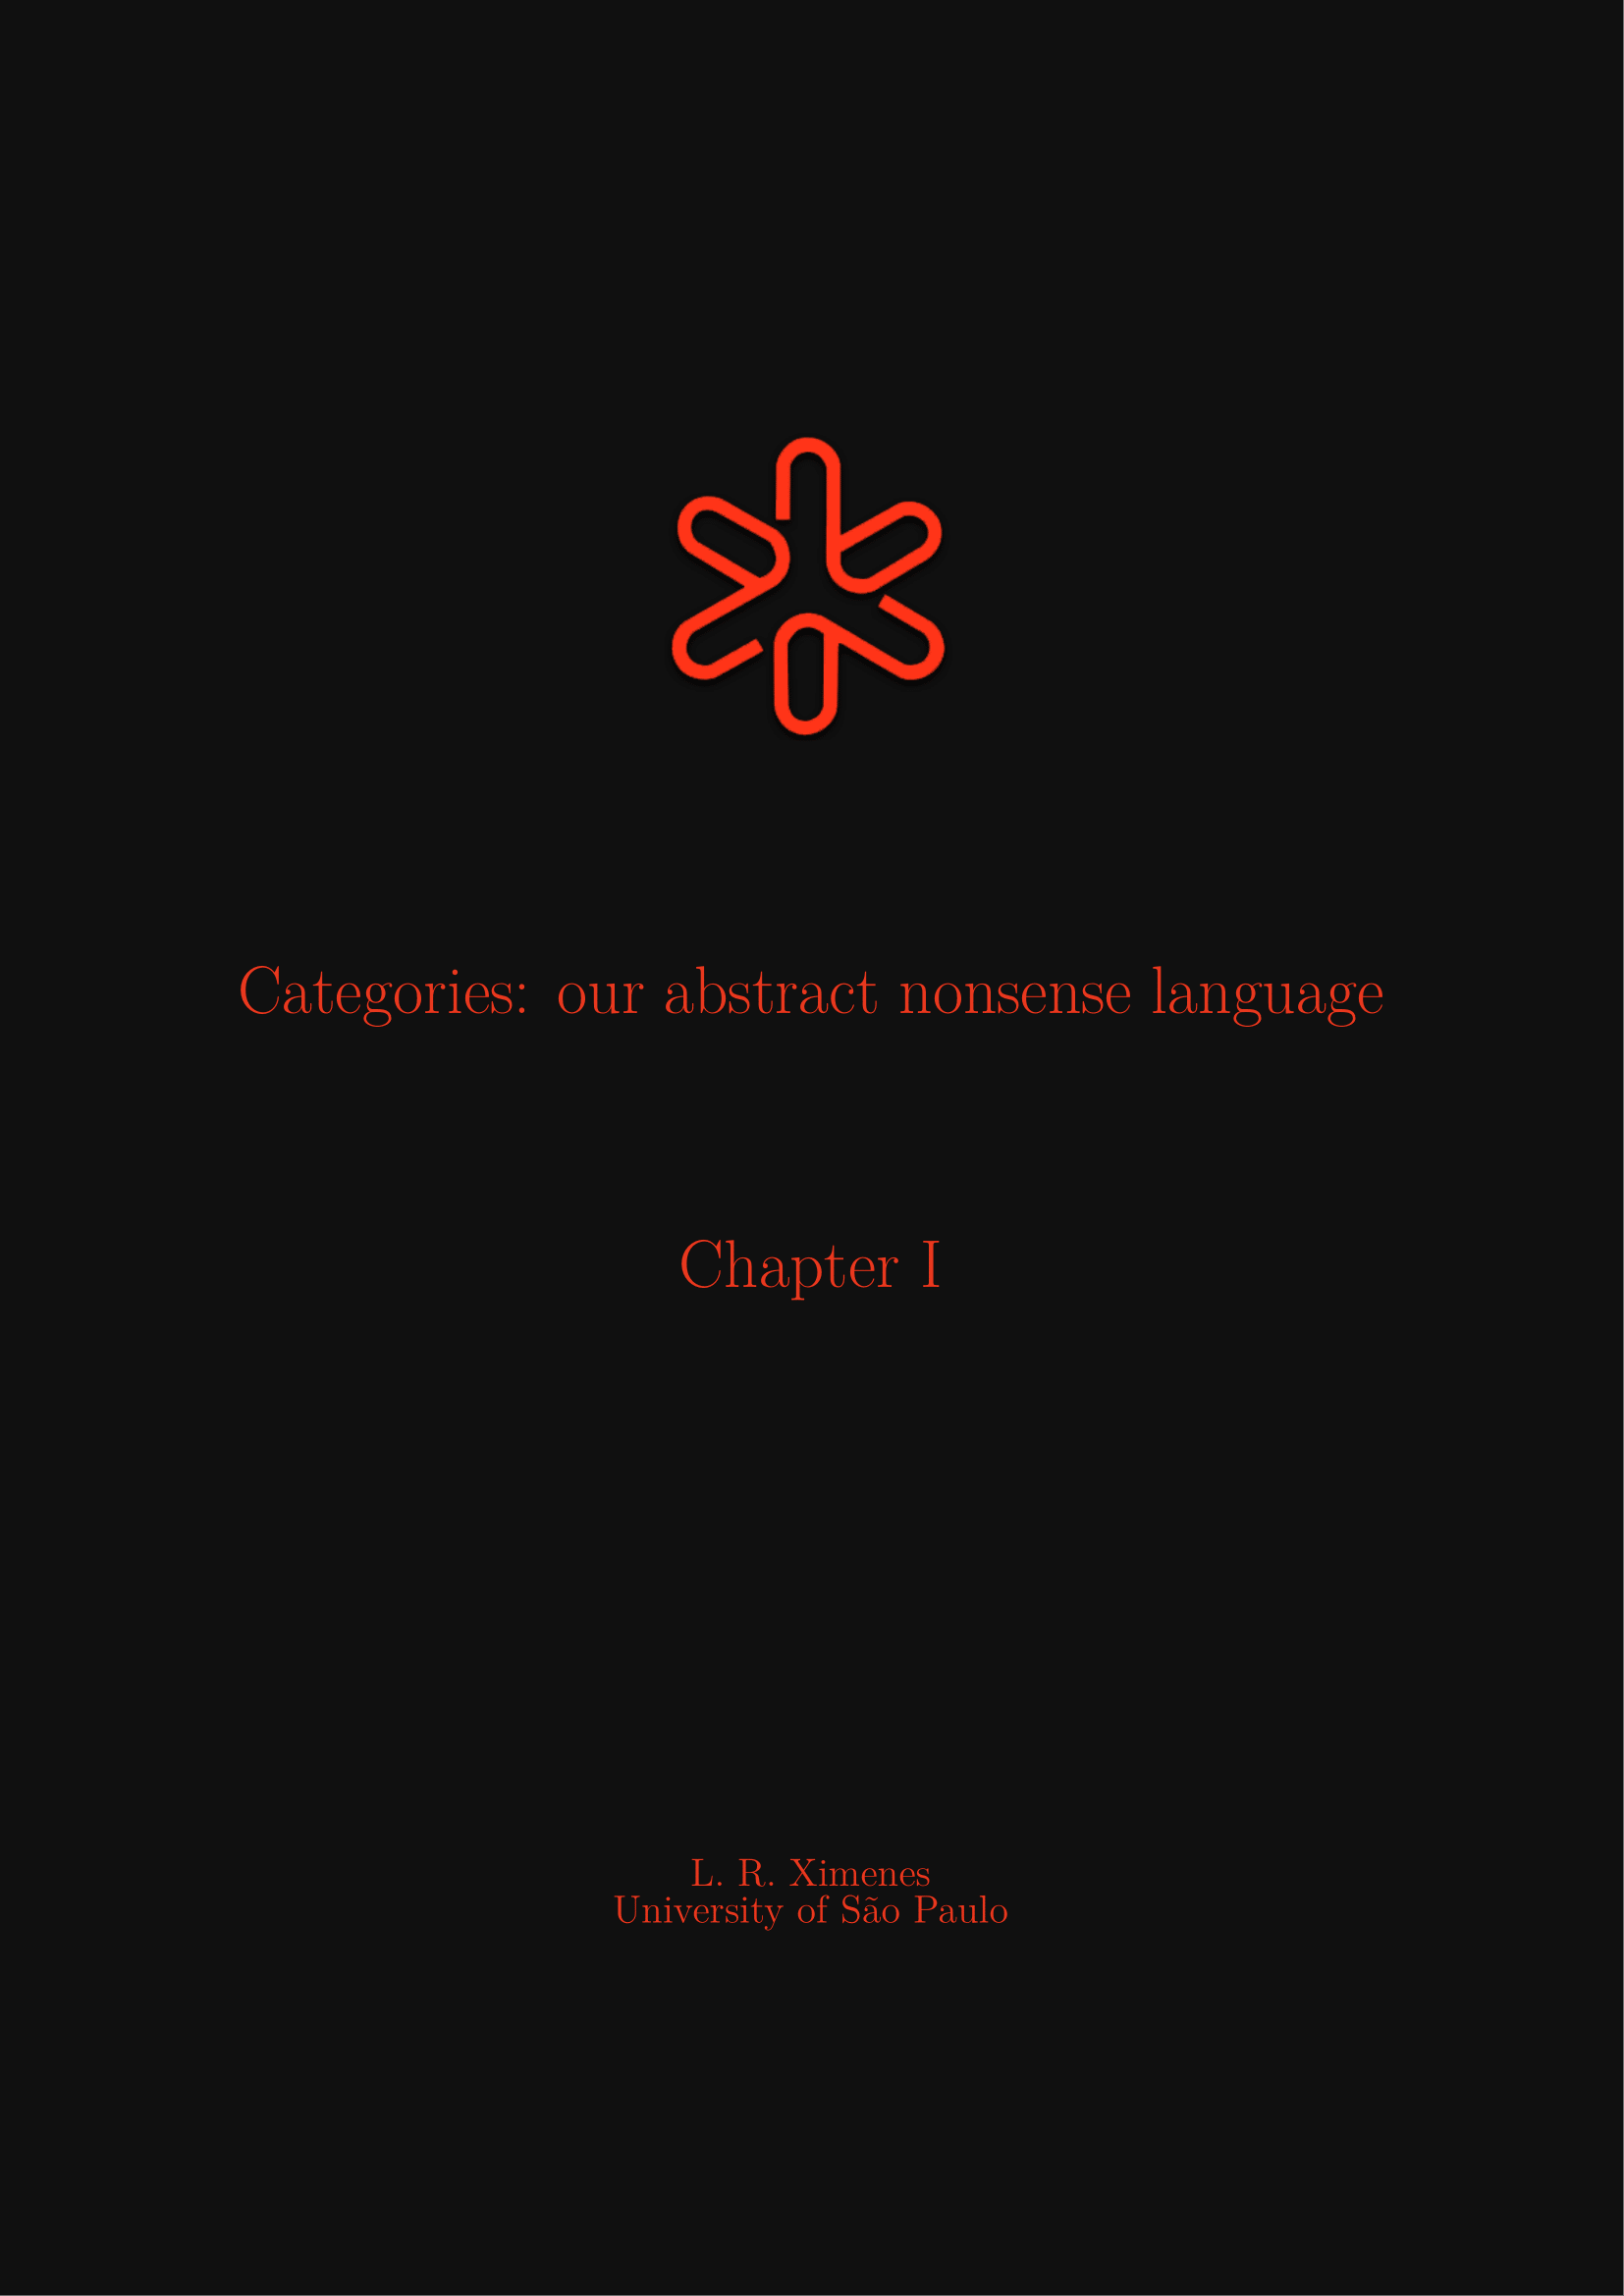 Categories: our abstract nonsense language
Chapter I
L. R. Ximenes
University of São Paulo